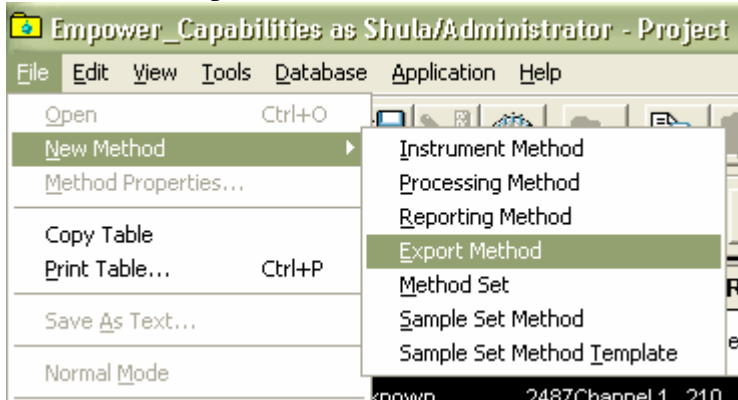 Empower_Capabilities as Shula/Administrator - Project
File Edit View Tools Database Application Help
Open Ctrl+O
New Method
Method Properties...
Copy Table
Print Table... Ctrl+P
Save As Text...
Normal Mode
Instrument Method
Processing Method
Reporting Method
Export Method
Method Set
Sample Set Method
Sample Set Method Template
2487Channel 1 210